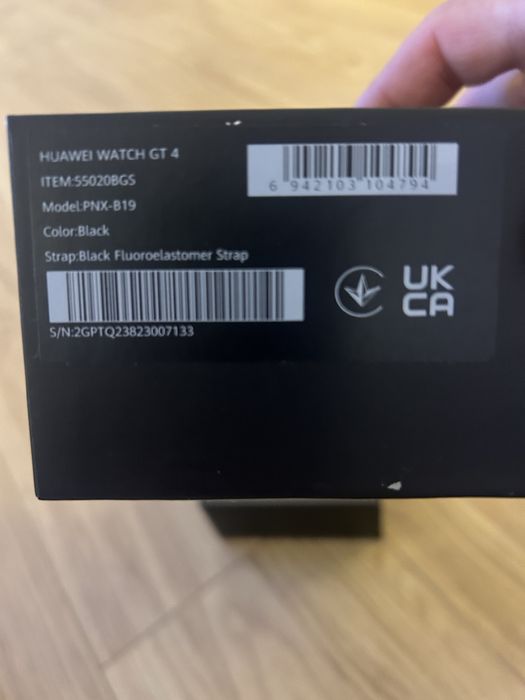 HUAWEI WATCH GT 4
ITEM:55020BGS
Model:PNX-B19
Color:Black
Strap:Black Fluoroelastomer Strap
S/N:2GPTQ23823007133
6 942103 104794
UK
CA